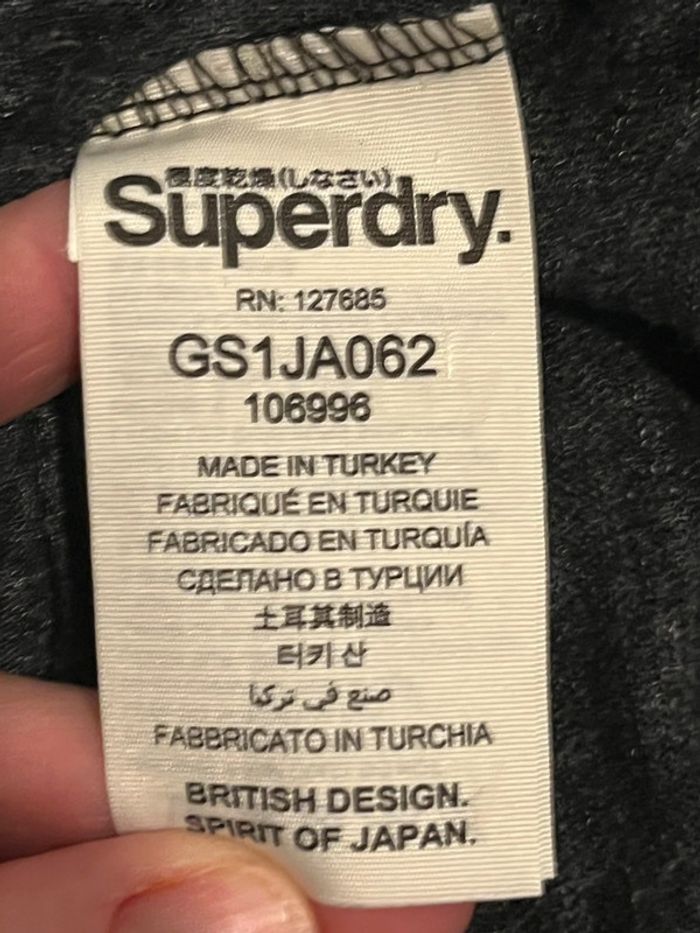 極度乾燥(しなさい)
Superdry.
RN: 127685
GS1JA062
106996
MADE IN TURKEY
FABRIQUÉ EN TURQUIE
FABRICADO EN TURQUÍA
СДЕЛАНО В ТУРЦИИ
土耳其制造
터키 산
صنع في تركيا
FABBRICATO IN TURCHIA
BRITISH DESIGN.
SPIRIT OF JAPAN.